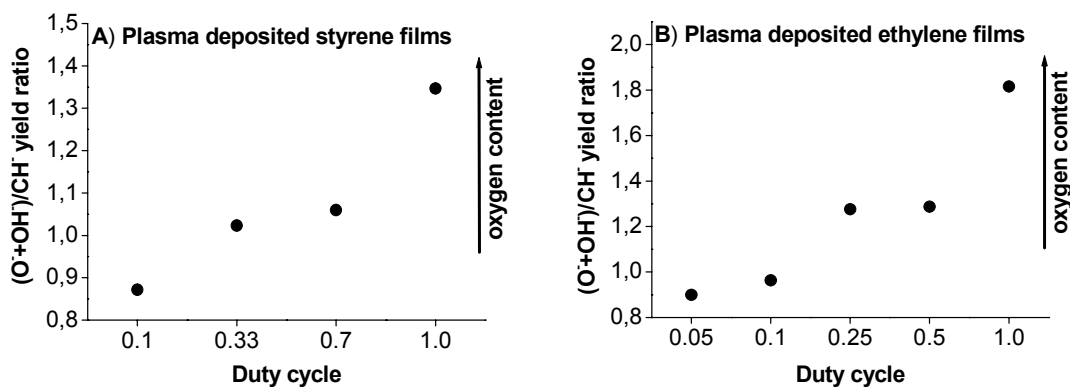 A) Plasma deposited styrene films
(O⁻+OH⁻)/CH⁻ yield ratio
1,5
1,4
1,3
1,2
1,1
1,0
0,9
0,8
0.1 0.33 0.7 1.0
Duty cycle
oxygen content
B) Plasma deposited ethylene films
(O⁻+OH⁻)/CH⁻ yield ratio
2,0
1,8
1,6
1,4
1,2
1,0
0,8
0.05 0.1 0.25 0.5 1.0
Duty cycle
oxygen content